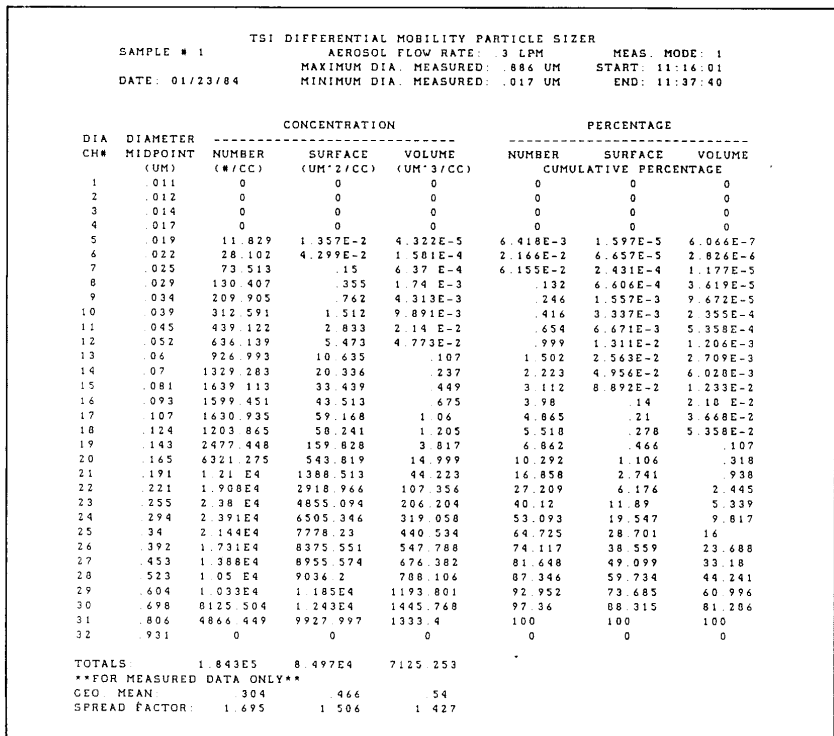 TSI DIFFERENTIAL MOBILITY PARTICLE SIZER
SAMPLE # 1 AEROSOL FLOW RATE: .3 LPM MEAS. MODE: 1
MAXIMUM DIA. MEASURED: .886 UM START: 11:16:01
DATE: 01/23/84 MINIMUM DIA. MEASURED: .017 UM END: 11:37:40
CONCENTRATION PERCENTAGE
DIA DIAMETER
CH# MIDPOINT NUMBER SURFACE VOLUME NUMBER SURFACE VOLUME
(UM) (#/CC) (UM^2/CC) (UM^3/CC) CUMULATIVE PERCENTAGE
1 .011 0 0 0 0 0 0
2 .012 0 0 0 0 0 0
3 .014 0 0 0 0 0 0
4 .017 0 0 0 0 0 0
5 .019 11.829 1.357E-2 4.322E-5 6.418E-3 1.597E-5 6.066E-7
6 .022 28.102 4.299E-2 1.581E-4 2.166E-2 6.657E-5 2.826E-6
7 .025 73.513 .15 6.37 E-4 6.155E-2 2.431E-4 1.177E-5
8 .029 130.407 .355 1.74 E-3 .132 6.606E-4 3.619E-5
9 .034 209.905 .762 4.313E-3 .246 1.557E-3 9.672E-5
10 .039 312.591 1.512 9.891E-3 .416 3.337E-3 2.355E-4
11 .045 439.122 2.833 2.14 E-2 .654 6.671E-3 5.358E-4
12 .052 636.139 5.473 4.773E-2 .999 1.311E-2 1.206E-3
13 .06 926.993 10.635 .107 1.502 2.563E-2 2.709E-3
14 .07 1329.283 20.336 .237 2.223 4.956E-2 6.028E-3
15 .081 1639.113 33.439 .449 3.112 8.892E-2 1.233E-2
16 .093 1599.451 43.513 .675 3.98 .14 2.18 E-2
17 .107 1630.935 59.168 1.06 4.865 .21 3.668E-2
18 .124 1203.865 58.241 1.205 5.518 .278 5.358E-2
19 .143 2477.448 159.828 3.817 6.862 .466 .107
20 .165 6321.275 543.819 14.999 10.292 1.106 .318
21 .191 1.21 E4 1388.513 44.223 16.858 2.741 .938
22 .221 1.908E4 2918.966 107.356 27.209 6.176 2.445
23 .255 2.38 E4 4855.094 206.204 40.12 11.89 5.339
24 .294 2.391E4 6505.346 319.058 53.093 19.547 9.817
25 .34 2.144E4 7778.23 440.534 64.725 28.701 16
26 .392 1.731E4 8375.551 547.788 74.117 38.559 23.688
27 .453 1.388E4 8955.574 676.382 81.648 49.099 33.18
28 .523 1.05 E4 9036.2 788.106 87.346 59.734 44.241
29 .604 1.033E4 1.185E4 1193.801 92.952 73.685 60.996
30 .698 8125.504 1.243E4 1445.768 97.36 88.315 81.286
31 .806 4866.449 9927.997 1333.4 100 100 100
32 .931 0 0 0 0 0 0
TOTALS: 1.843E5 8.497E4 7125.253
**FOR MEASURED DATA ONLY**
GEO. MEAN: .304 .466 .54
SPREAD FACTOR: 1.695 1.506 1.427